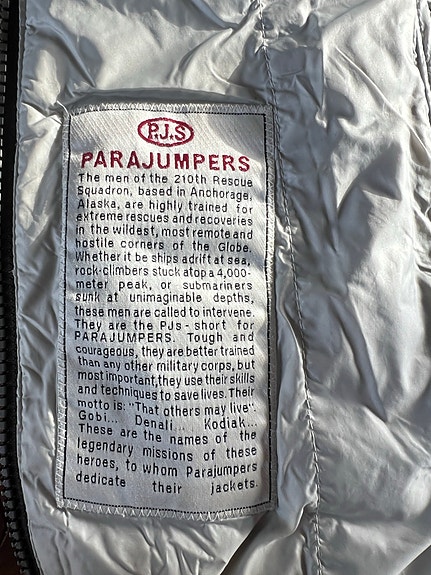 P.J.S
PARAJUMPERS
The men of the 210th Rescue
Squadron, based in Anchorage,
Alaska, are highly trained for
extreme rescues and recoveries
in the wildest, most remote and
hostile corners of the Globe.
Whether it be ships adrift at sea,
rock-climbers stuck atop a 4,000-
meter peak, or submariners
sunk at unimaginable depths,
these men are called to intervene.
They are the PJs - short for
PARAJUMPERS. Tough and
courageous, they are better trained
than any other military corps, but
most important,they use their skills
and techniques to save lives. Their
motto is: "That others may live".
Gobi... Denali... Kodiak...
These are the names of the
legendary missions of these
heroes, to whom Parajumpers
dedicate their jackets.